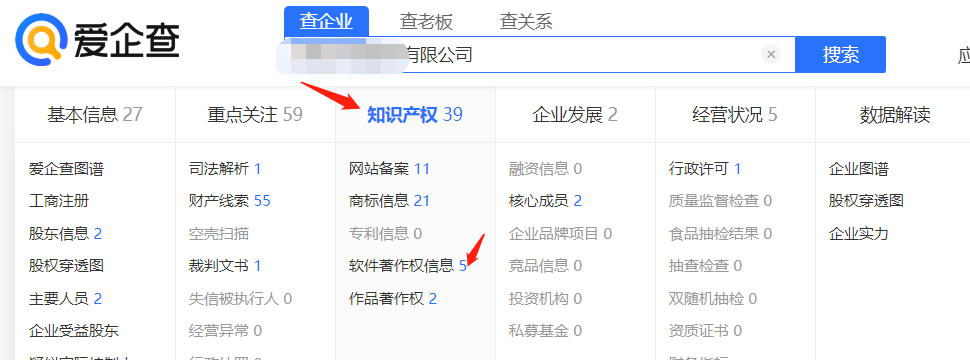 查企业 查老板 查关系
爱企查
有限公司 × 搜索
基本信息 27 重点关注 59 知识产权 39 企业发展 2 经营状况 5 数据解读
爱企查图谱 司法解析 1 网站备案 11 融资信息 0 行政许可 1 企业图谱
工商注册 财产线索 55 商标信息 21 核心成员 2 质量监督检查 0 股权穿透图
股东信息 2 空壳扫描 专利信息 0 企业品牌项目 0 食品抽检结果 0 企业实力
股权穿透图 裁判文书 1 软件著作权信息 5 竞品信息 0 抽查检查 0
主要人员 2 失信被执行人 0 作品著作权 2 投资机构 0 双随机抽检 0
企业受益股东 经营异常 0 私募基金 0 资质证书 0